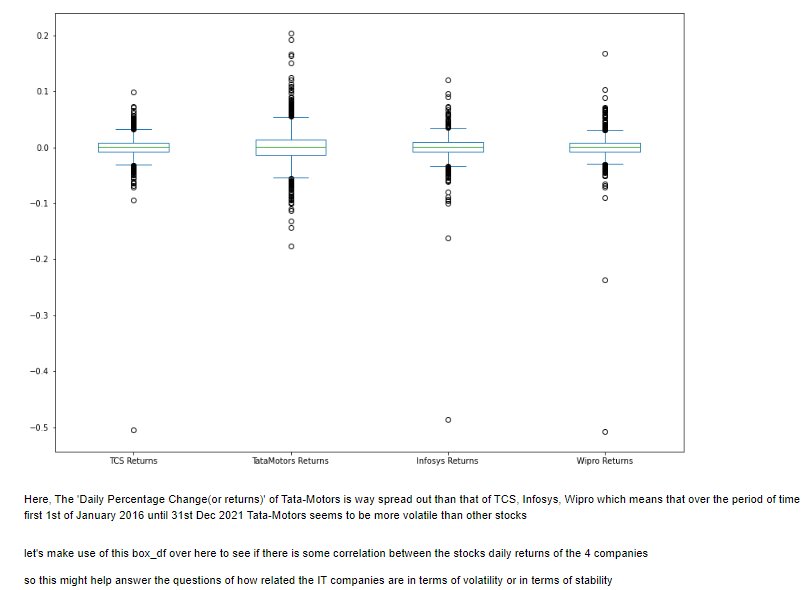 0.2
0.1
0.0
−0.1
−0.2
−0.3
−0.4
−0.5
TCS Returns TataMotors Returns Infosys Returns Wipro Returns
Here, The 'Daily Percentage Change(or returns)' of Tata-Motors is way spread out than that of TCS, Infosys, Wipro which means that over the period of time
first 1st of January 2016 until 31st Dec 2021 Tata-Motors seems to be more volatile than other stocks
let's make use of this box_df over here to see if there is some correlation between the stocks daily returns of the 4 companies
so this might help answer the questions of how related the IT companies are in terms of volatility or in terms of stability